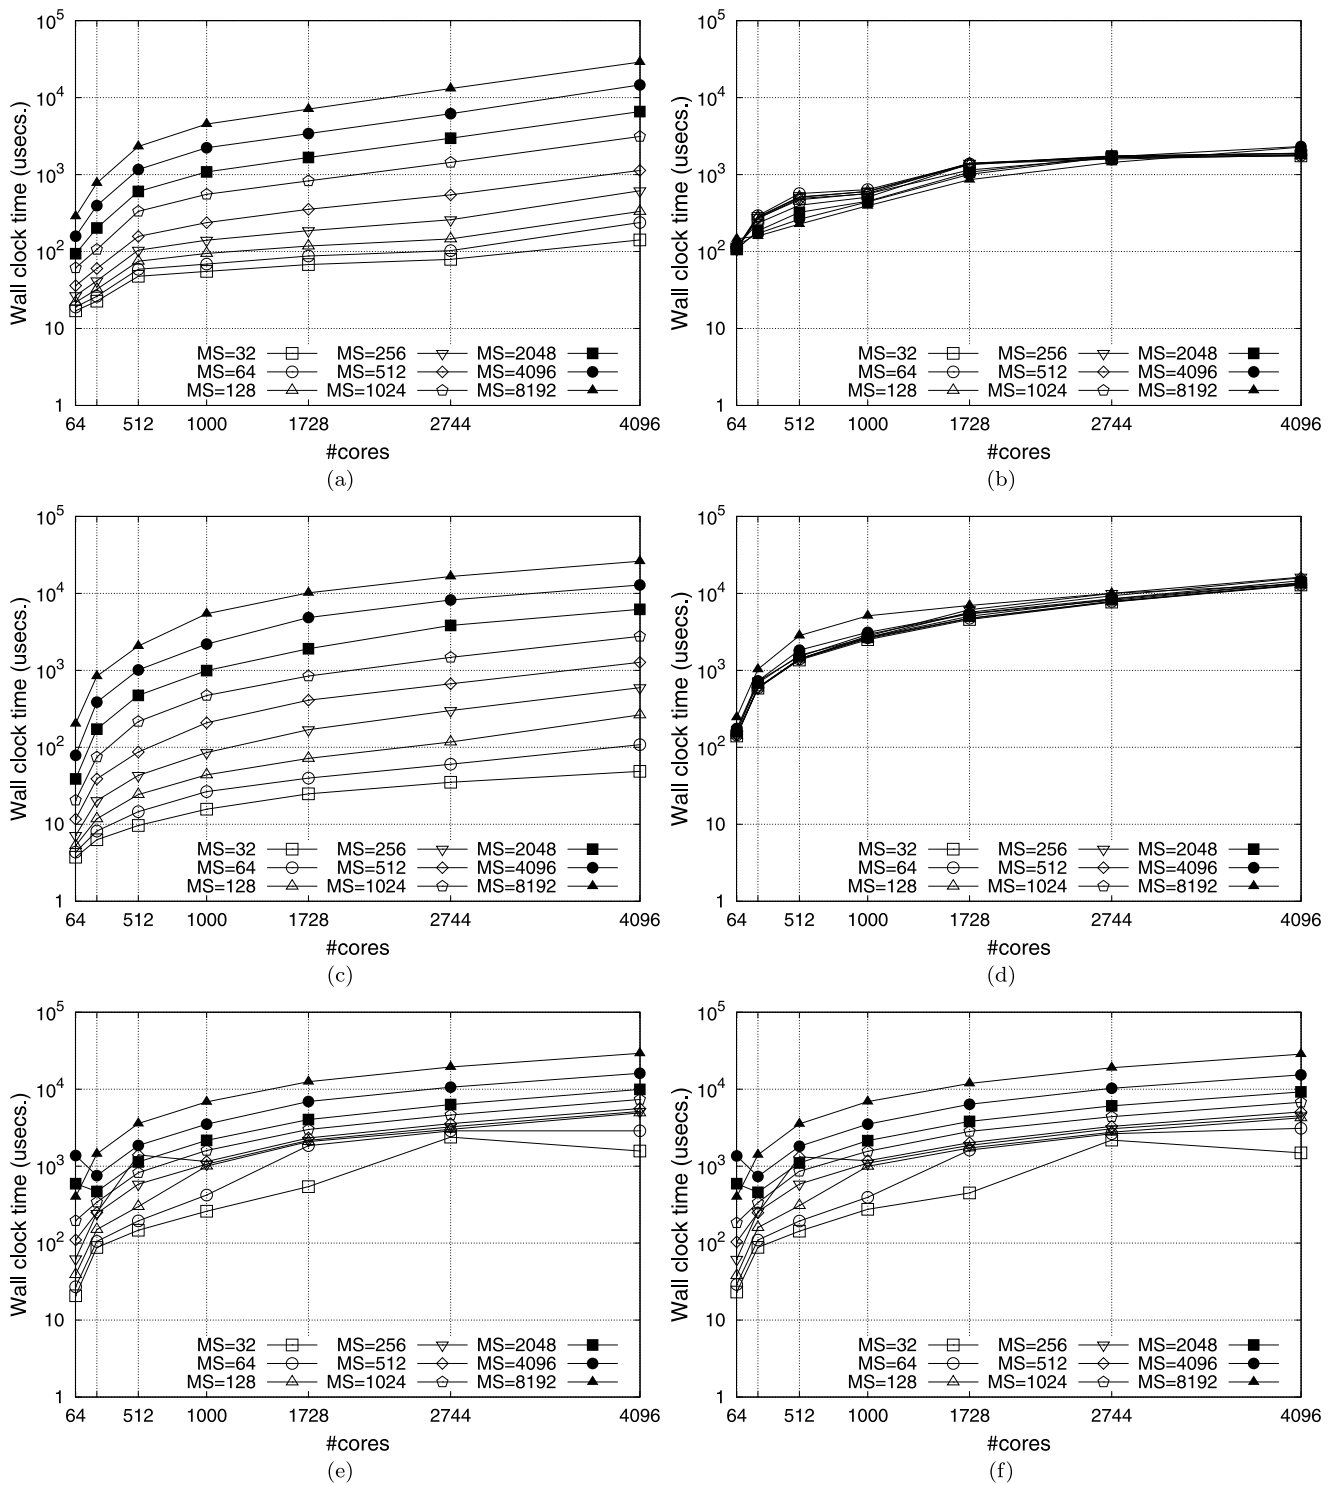 10^5
10^4
10^3
10^2
10
1
Wall clock time (usecs.)
MS=32 MS=256 MS=2048
MS=64 MS=512 MS=4096
MS=128 MS=1024 MS=8192
64 512 1000 1728 2744 4096
#cores
(a)
10^5
10^4
10^3
10^2
10
1
Wall clock time (usecs.)
MS=32 MS=256 MS=2048
MS=64 MS=512 MS=4096
MS=128 MS=1024 MS=8192
64 512 1000 1728 2744 4096
#cores
(b)
10^5
10^4
10^3
10^2
10
1
Wall clock time (usecs.)
MS=32 MS=256 MS=2048
MS=64 MS=512 MS=4096
MS=128 MS=1024 MS=8192
64 512 1000 1728 2744 4096
#cores
(c)
10^5
10^4
10^3
10^2
10
1
Wall clock time (usecs.)
MS=32 MS=256 MS=2048
MS=64 MS=512 MS=4096
MS=128 MS=1024 MS=8192
64 512 1000 1728 2744 4096
#cores
(d)
10^5
10^4
10^3
10^2
10
1
Wall clock time (usecs.)
MS=32 MS=256 MS=2048
MS=64 MS=512 MS=4096
MS=128 MS=1024 MS=8192
64 512 1000 1728 2744 4096
#cores
(e)
10^5
10^4
10^3
10^2
10
1
Wall clock time (usecs.)
MS=32 MS=256 MS=2048
MS=64 MS=512 MS=4096
MS=128 MS=1024 MS=8192
64 512 1000 1728 2744 4096
#cores
(f)